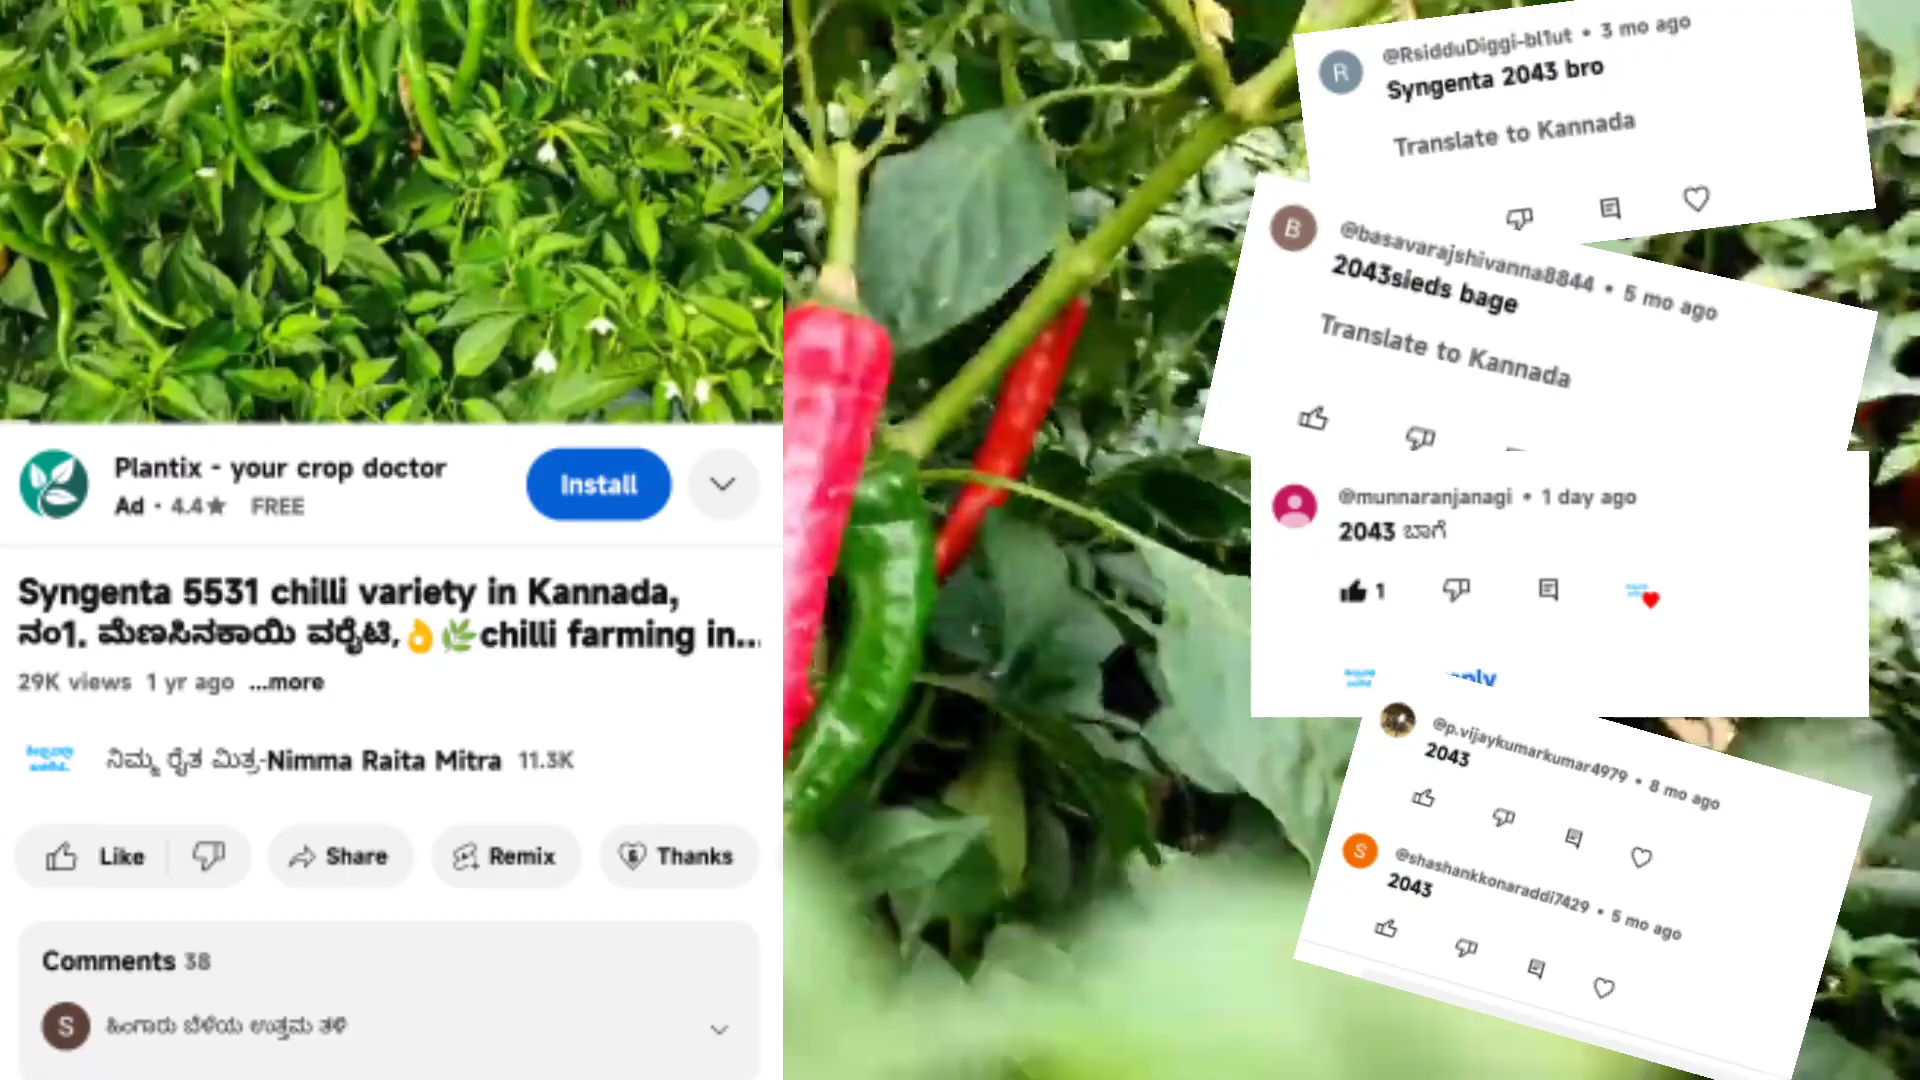 Plantix - your crop doctor
Ad · 4.4★ FREE
Install
Syngenta 5531 chilli variety in Kannada,
ನಂ1. ಮೆಣಸಿನಕಾಯಿ ವರೈಟಿ,👌🌿chilli farming in...
29K views 1 yr ago ...more
ನಿಮ್ಮ ರೈತ ಮಿತ್ರ-Nimma Raita Mitra 11.3K
Like
Share
Remix
Thanks
Comments 38
S
ಹಿಂಗಾರು ಬೆಳೆಯ ಉತ್ತಮ ತಳಿ
R
@RsidduDiggi-bl1ut • 3 mo ago
Syngenta 2043 bro
Translate to Kannada
B
@basavarajshivanna8844 • 5 mo ago
2043sieds bage
Translate to Kannada
@munnaranjanagi • 1 day ago
2043 ಬಾಗೆ
1
@p.vijaykumarkumar4979 • 8 mo ago
2043
S
@shashankkonaraddi7429 • 5 mo ago
2043